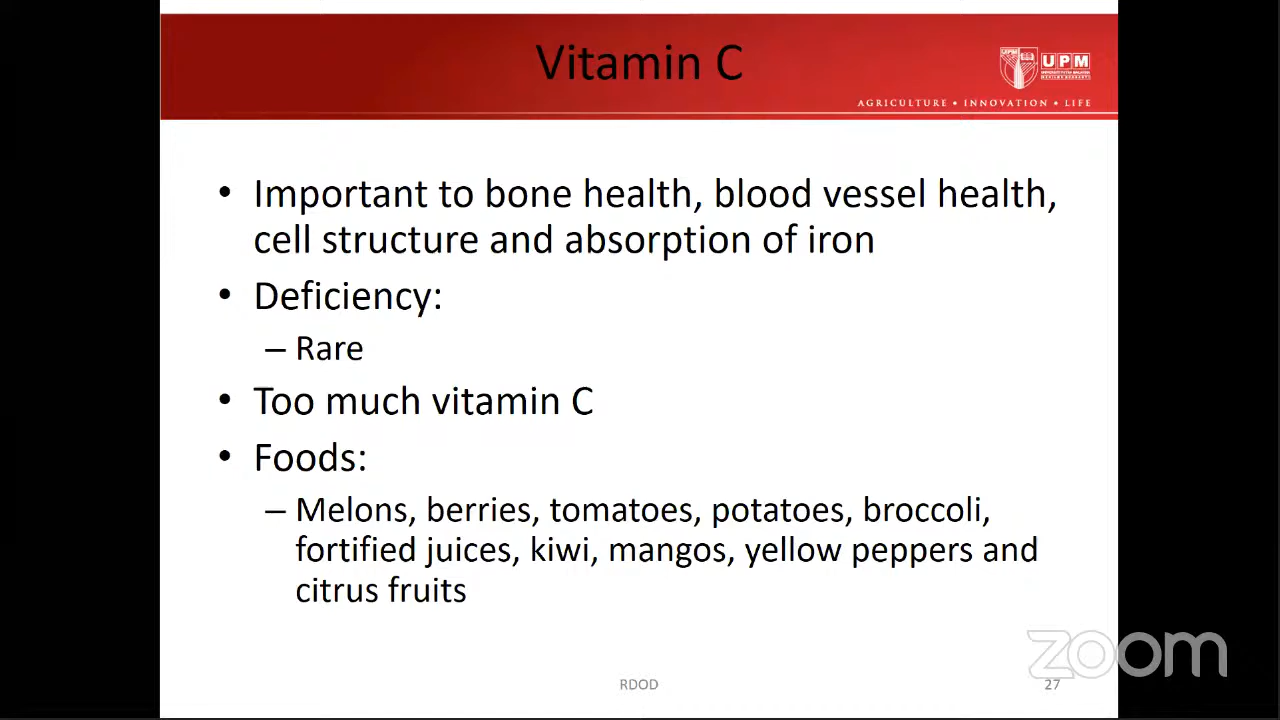 Vitamin C
UPM
AGRICULTURE • INNOVATION • LIFE
• Important to bone health, blood vessel health,
cell structure and absorption of iron
• Deficiency:
– Rare
• Too much vitamin C
• Foods:
– Melons, berries, tomatoes, potatoes, broccoli,
fortified juices, kiwi, mangos, yellow peppers and
citrus fruits
zoom
RDOD
27